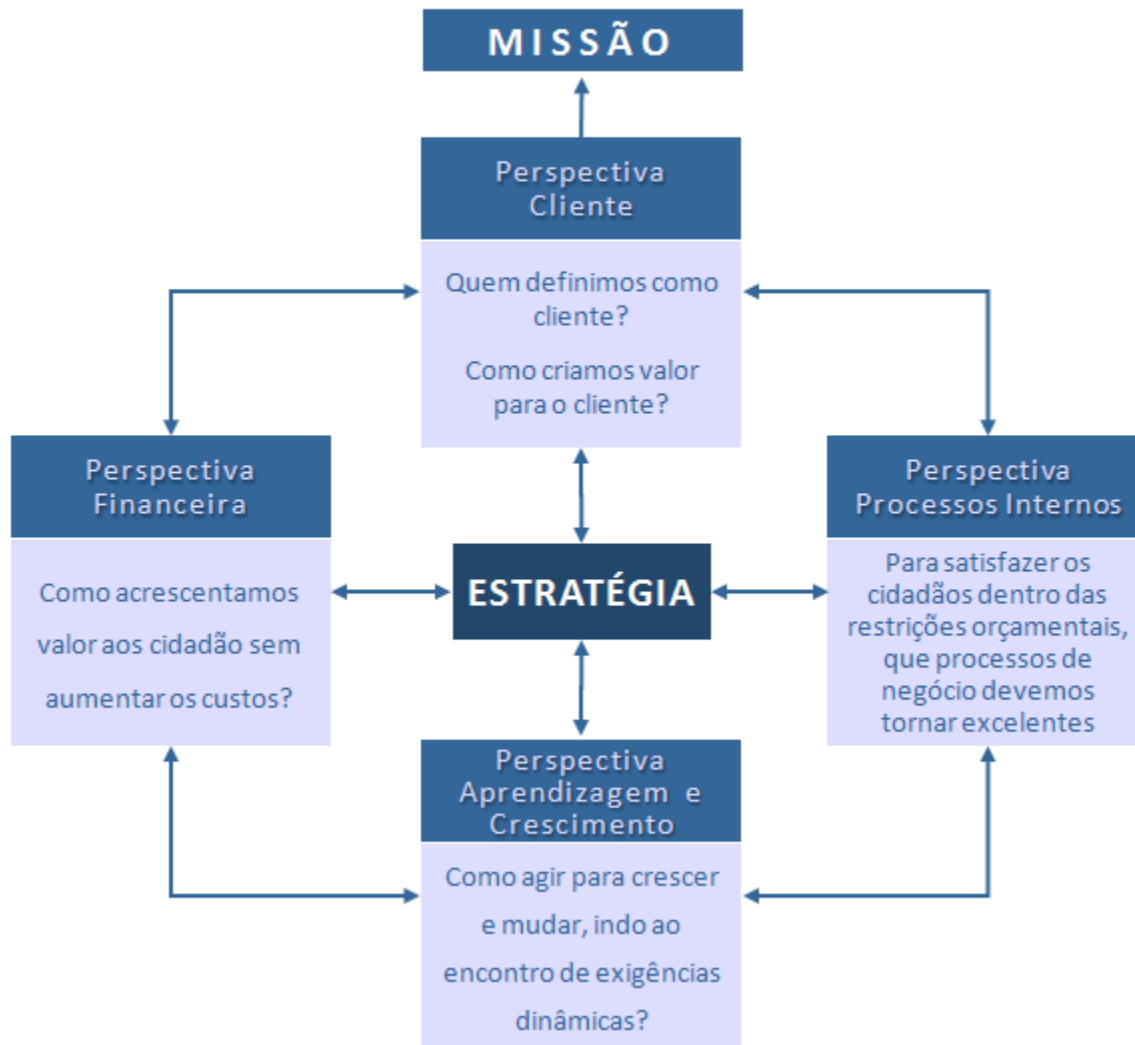 MISSÃO
Perspectiva
Cliente
Quem definimos como
cliente?
Como criamos valor
para o cliente?
Perspectiva
Financeira
Como acrescentamos
valor aos cidadão sem
aumentar os custos?
ESTRATÉGIA
Perspectiva
Processos Internos
Para satisfazer os
cidadãos dentro das
restrições orçamentais,
que processos de
negócio devemos
tornar excelentes
Perspectiva
Aprendizagem e
Crescimento
Como agir para crescer
e mudar, indo ao
encontro de exigências
dinâmicas?